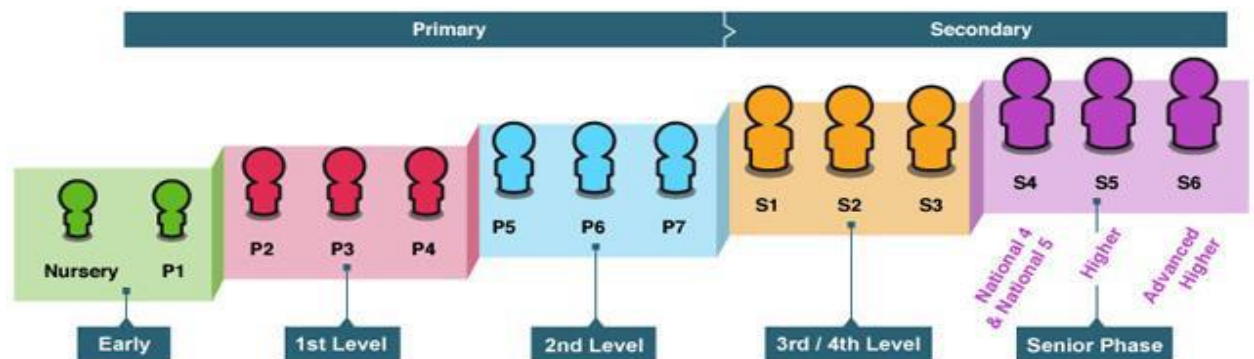 Primary
Secondary
Nursery
P1
P2
P3
P4
P5
P6
P7
S1
S2
S3
S4
S5
S6
National 4
& National 5
Higher
Advanced
Higher
Early
1st Level
2nd Level
3rd / 4th Level
Senior Phase